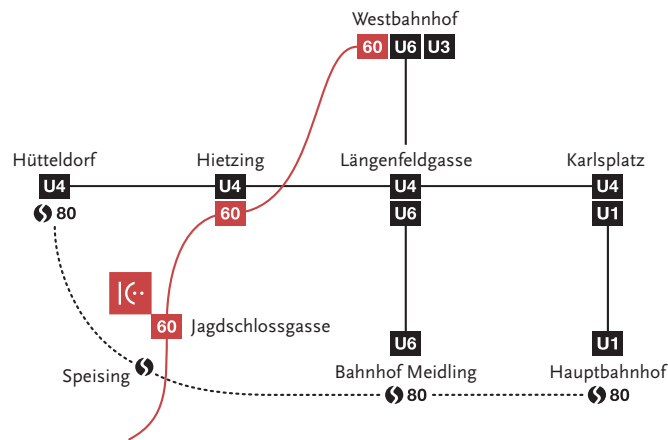 Westbahnhof
60 U6 U3
Hütteldorf Hietzing Längenfeldgasse Karlsplatz
U4 U4 U4 U4
80 60 U6 U1
60 Jagdschlossgasse
U6 U1
Speising Bahnhof Meidling Hauptbahnhof
80 80